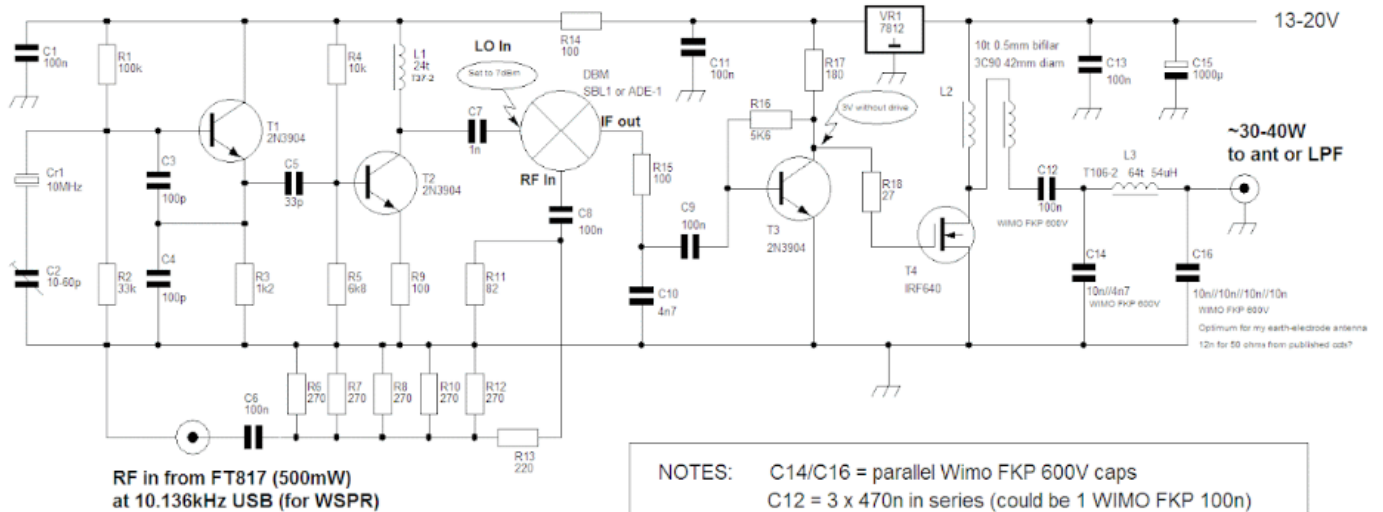 13-20V
VR1
7812
R14
100
C1
100n
R1
100k
R4
10k
L1
24t
T37-2
LO In
Set to 7dBm
DBM
SBL1 or ADE-1
C11
100n
R17
180
10t 0.5mm bifilar
3C90 42mm diam
C13
100n
C15
1000µ
L2
R16
5K6
3V without drive
T1
2N3904
C7
1n
IF out
RF In
~30-40W
to ant or LPF
Cr1
10MHz
C3
100p
C5
33p
T2
2N3904
R15
100
C9
100n
R18
27
C12
100n
WIMO FKP 600V
L3
T106-2 64t 54uH
C8
100n
T3
2N3904
T4
IRF640
C2
10-60p
R2
33k
C4
100p
R3
1k2
R5
6k8
R9
100
R11
82
C10
4n7
C14
10n//4n7
WIMO FKP 600V
C16
10n//10n//10n//10n
WIMO FKP 600V
Optimum for my earth-electrode antenna
12n for 50 ohms from published
R6
270
R7
270
R8
270
R10
270
R12
270
C6
100n
R13
220
RF in from FT817 (500mW)
at 10.136kHz USB (for WSPR)
NOTES: C14/C16 = parallel Wimo FKP 600V caps
C12 = 3 x 470n in series (could be 1 WIMO FKP 100n)